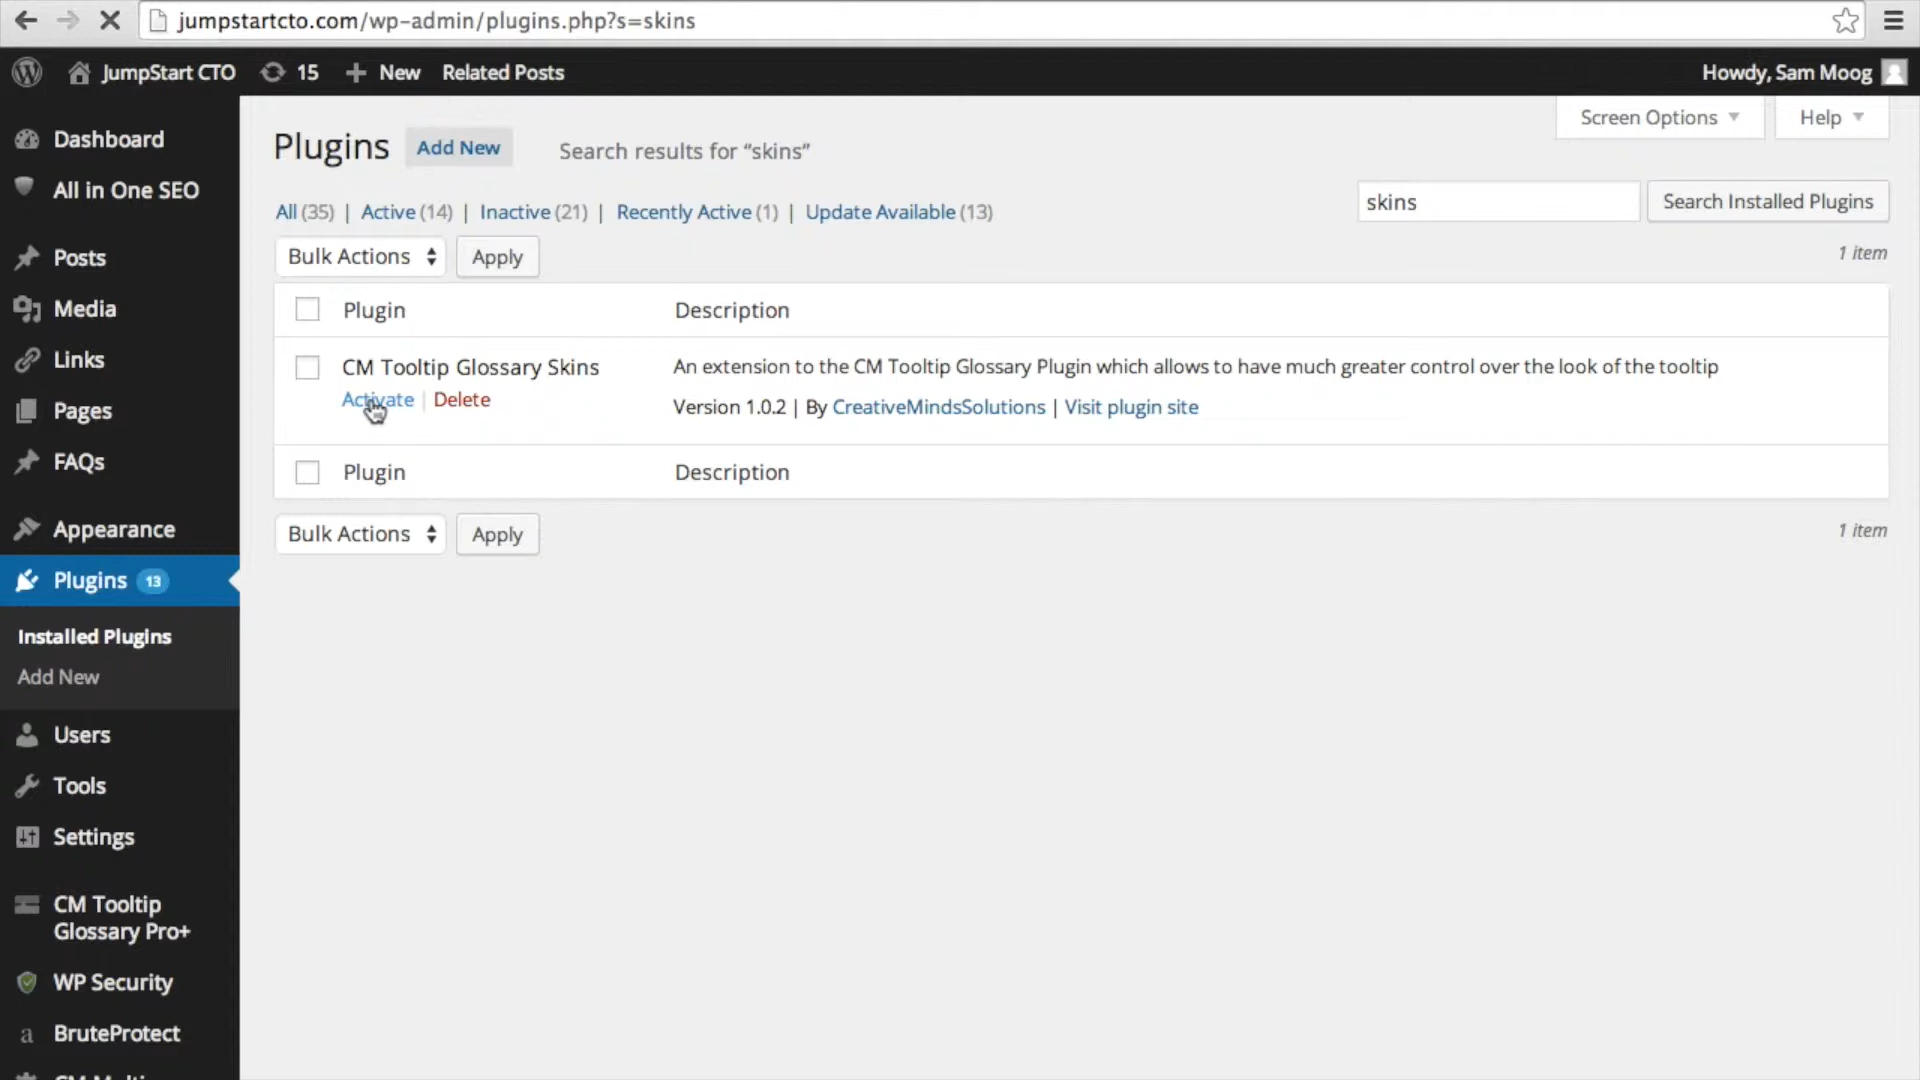 jumpstartcto.com/wp-admin/plugins.php?s=skins
JumpStart CTO 15 New Related Posts Howdy, Sam Moog
Screen Options Help
Plugins Add New Search results for “skins”
All (35) | Active (14) | Inactive (21) | Recently Active (1) | Update Available (13)
skins Search Installed Plugins
Bulk Actions Apply 1 item
Plugin Description
CM Tooltip Glossary Skins An extension to the CM Tooltip Glossary Plugin which allows to have much greater control over the look of the tooltip
Activate | Delete Version 1.0.2 | By CreativeMindsSolutions | Visit plugin site
Plugin Description
Bulk Actions Apply 1 item
Dashboard
All in One SEO
Posts
Media
Links
Pages
FAQs
Appearance
Plugins 13
Installed Plugins
Add New
Users
Tools
Settings
CM Tooltip
Glossary Pro+
WP Security
a BruteProtect